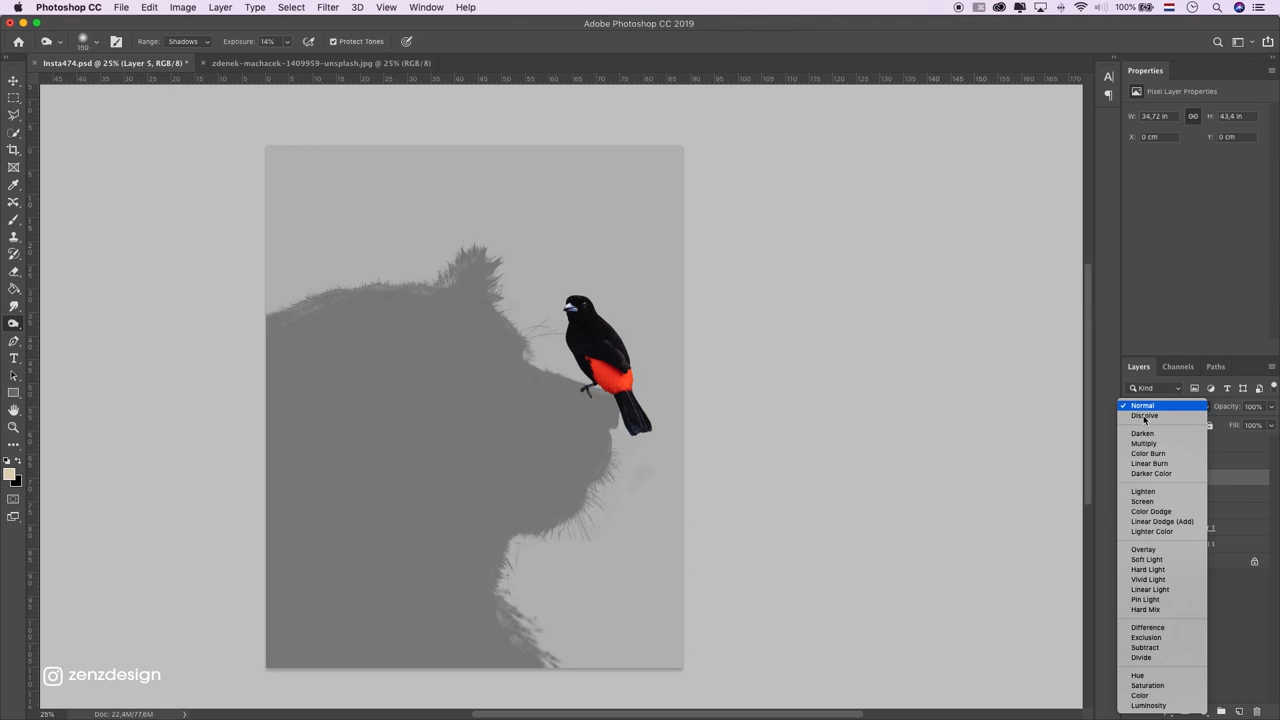 Photoshop CC File Edit Image Layer Type Select Filter 3D View Window Help 100%
Adobe Photoshop CC 2019
150 Range: Shadows Exposure: 14% Protect Tones
Insta474.psd @ 25% (Layer 5, RGB/8) * zdenek-machacek-1409959-unsplash.jpg @ 25% (RGB/8)
Properties
Pixel Layer Properties
W: 34,72 in H: 43,4 in
X: 0 cm Y: 0 cm
Layers Channels Paths
Kind
Normal Opacity: 100%
Dissolve
Fill: 100%
Darken
Multiply
Color Burn
Linear Burn
Darker Color
Lighten
Screen
Color Dodge
Linear Dodge (Add)
Lighter Color
Overlay
Soft Light
Hard Light
Vivid Light
Linear Light
Pin Light
Hard Mix
Difference
Exclusion
Subtract
Divide
Hue
Saturation
Color
Luminosity
zenzdesign
25% Doc: 22,4M/77,6M